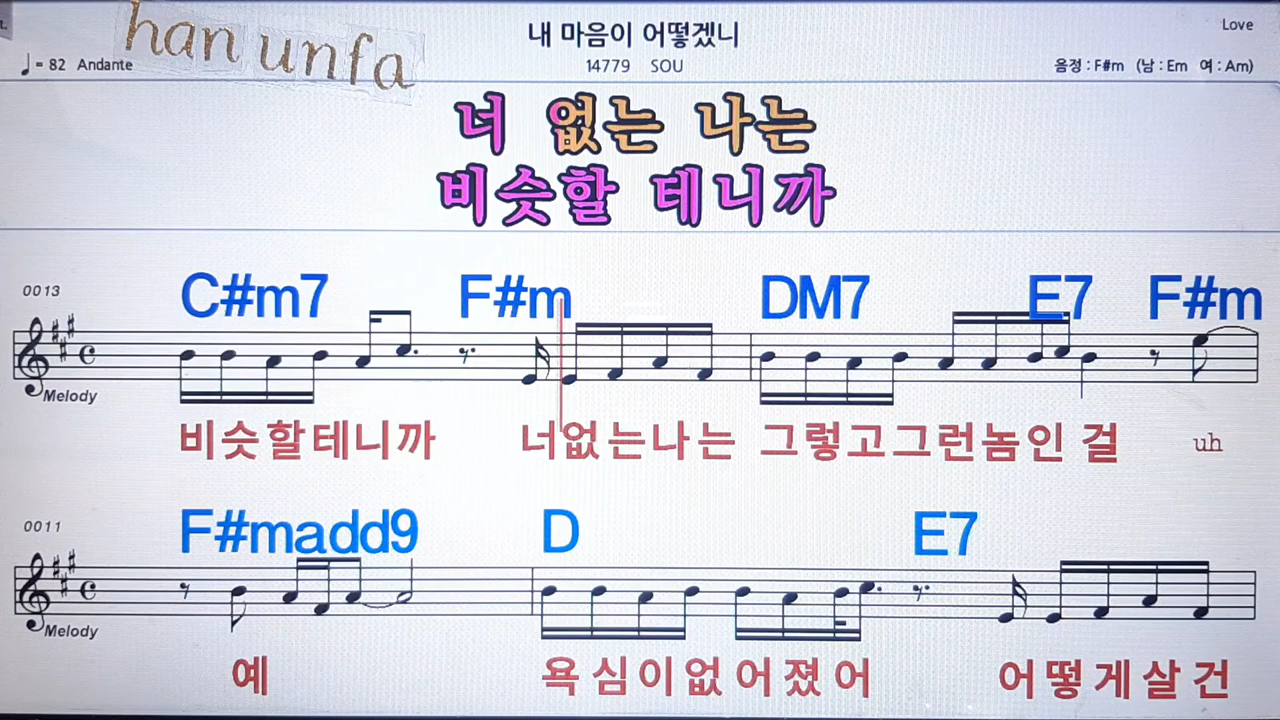 han unfa
내 마음이 어떻겠니
Love
♩= 82 Andante
14779 SOU
음정 : F#m (남 : Em 여 : Am)
너 없는 나는
비슷할 테니까
0013
C#m7 F#m DM7 E7 F#m
Melody
비슷할테니까 너없는나는 그렇고그런놈인 걸 uh
0011
F#madd9 D E7
Melody
예 욕심이없어졌어 어떻게살건